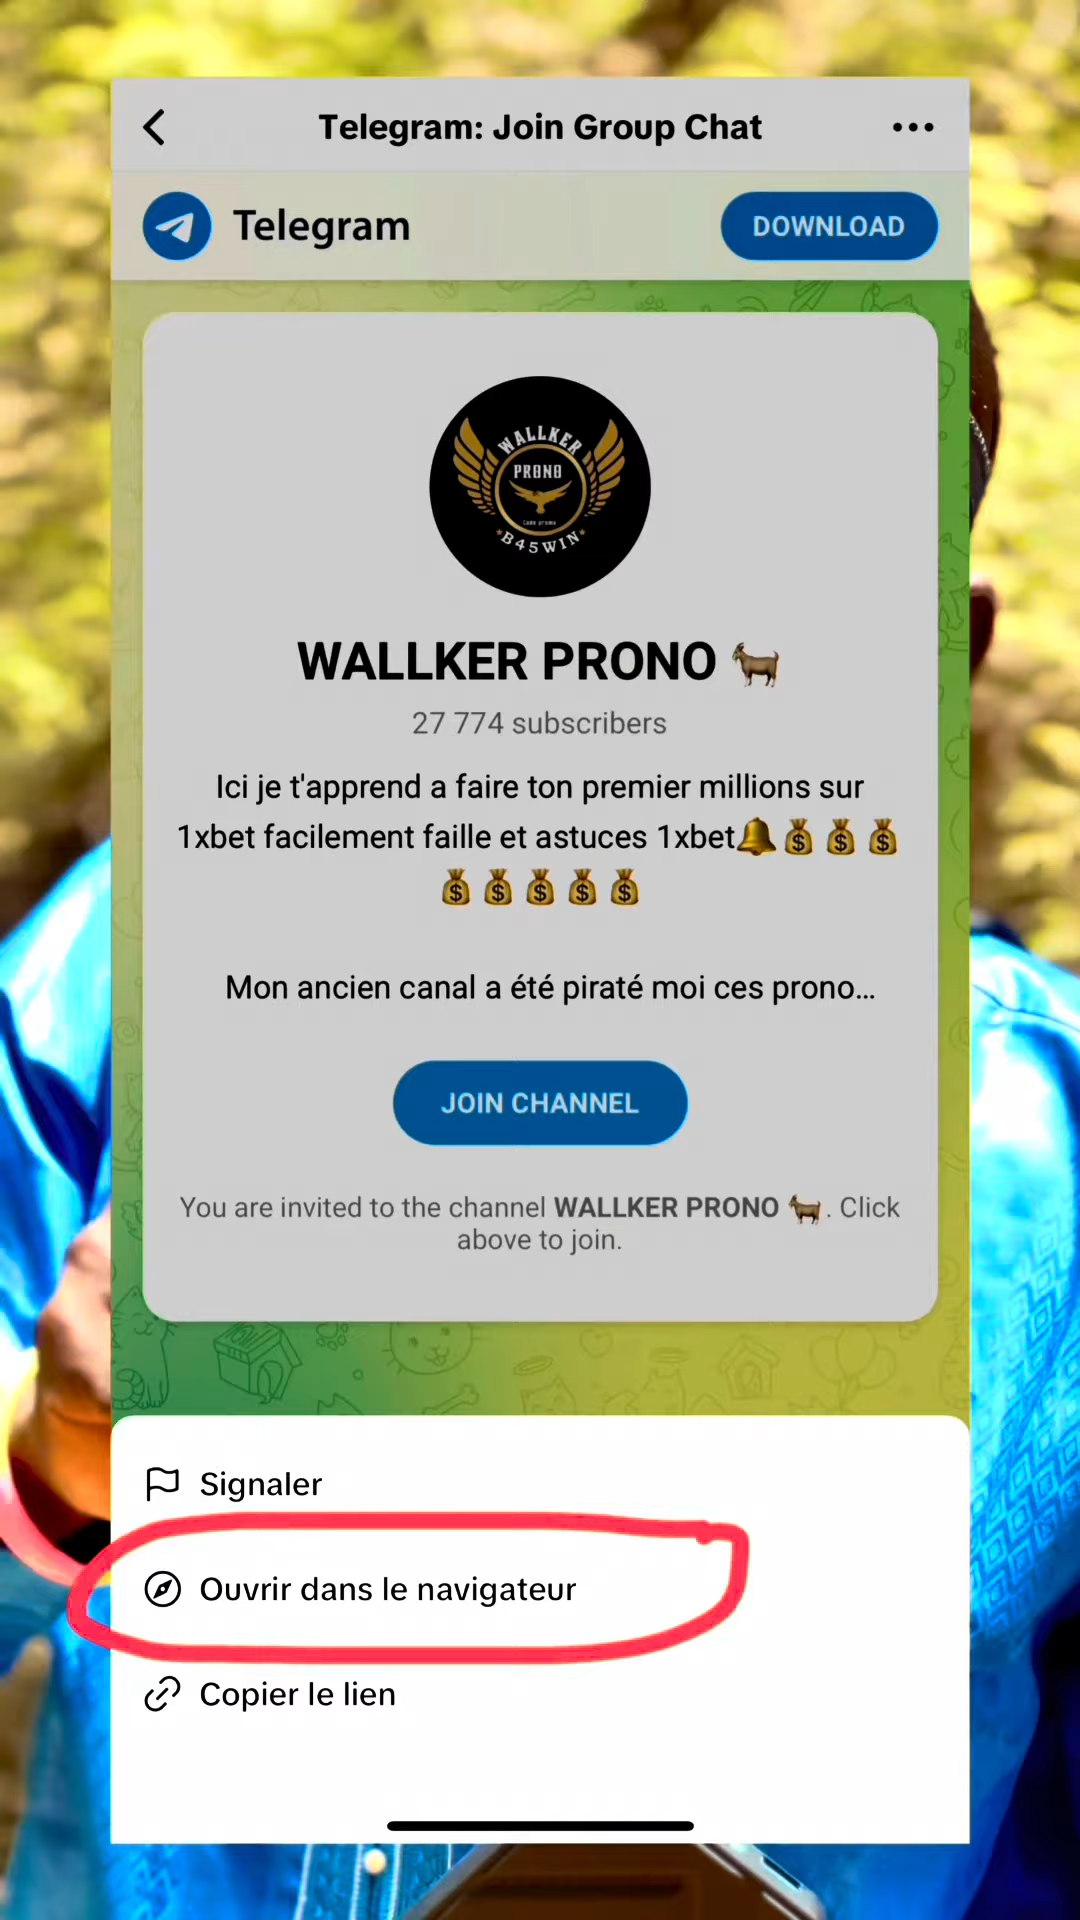 Telegram: Join Group Chat
Telegram
DOWNLOAD
WALLKER
PRONO
Code promo
B45WIN
WALLKER PRONO 🐐
27 774 subscribers
Ici je t'apprend a faire ton premier millions sur
1xbet facilement faille et astuces 1xbet🔔💰💰💰
💰💰💰💰💰
Mon ancien canal a été piraté moi ces prono...
JOIN CHANNEL
You are invited to the channel WALLKER PRONO 🐐. Click
above to join.
Signaler
Ouvrir dans le navigateur
Copier le lien